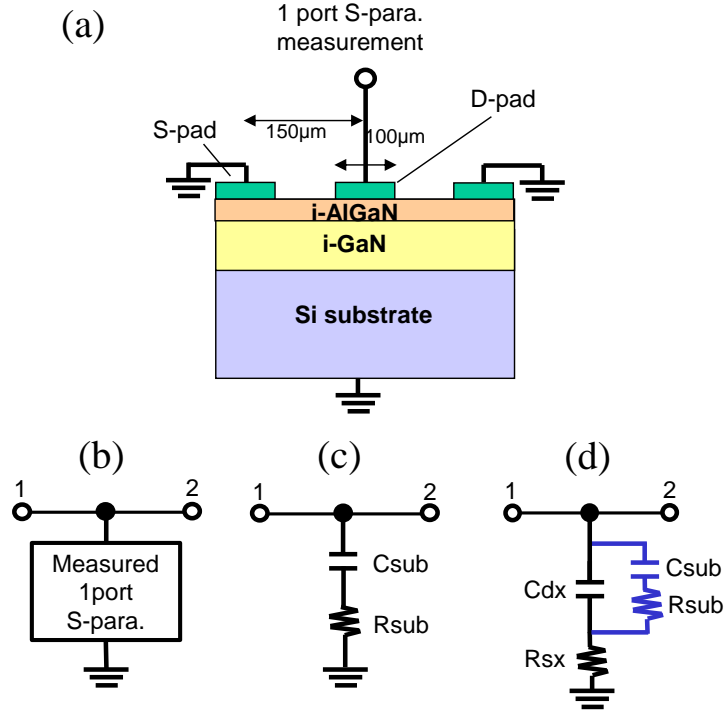 (a)
1 port S-para.
measurement
D-pad
S-pad
150μm
100μm
i-AlGaN
i-GaN
Si substrate
(b)
(c)
(d)
1
2
1
2
1
2
Measured
1port
S-para.
Csub
Rsub
Cdx
Csub
Rsub
Rsx